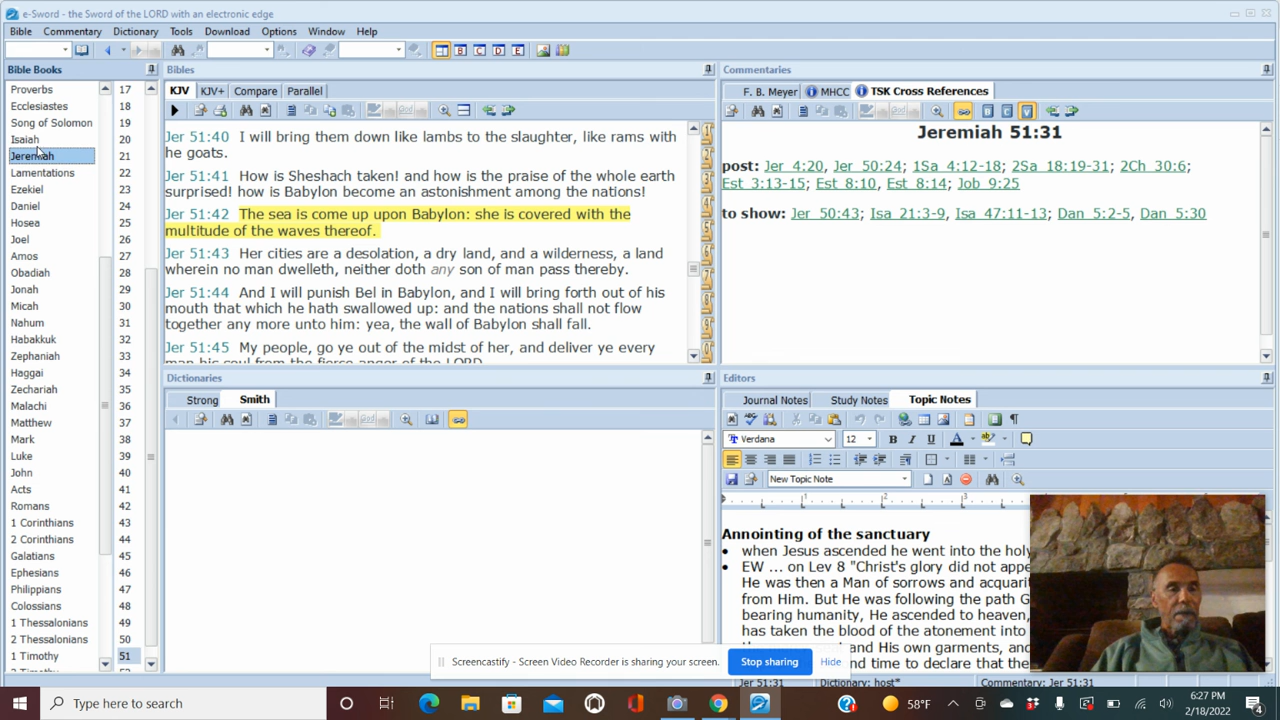 e-Sword - the Sword of the LORD with an electronic edge
Bible Commentary Dictionary Tools Download Options Window Help
B C D E
Bible Books
Proverbs 17
Ecclesiastes 18
Song of Solomon 19
Isaiah 20
Jeremiah 21
Lamentations 22
Ezekiel 23
Daniel 24
Hosea 25
Joel 26
Amos 27
Obadiah 28
Jonah 29
Micah 30
Nahum 31
Habakkuk 32
Zephaniah 33
Haggai 34
Zechariah 35
Malachi 36
Matthew 37
Mark 38
Luke 39
John 40
Acts 41
Romans 42
1 Corinthians 43
2 Corinthians 44
Galatians 45
Ephesians 46
Philippians 47
Colossians 48
1 Thessalonians 49
2 Thessalonians 50
1 Timothy 51
Bibles
KJV KJV+ Compare Parallel
Jer 51:40 I will bring them down like lambs to the slaughter, like rams with
he goats.
Jer 51:41 How is Sheshach taken! and how is the praise of the whole earth
surprised! how is Babylon become an astonishment among the nations!
Jer 51:42 The sea is come up upon Babylon: she is covered with the
multitude of the waves thereof.
Jer 51:43 Her cities are a desolation, a dry land, and a wilderness, a land
wherein no man dwelleth, neither doth any son of man pass thereby.
Jer 51:44 And I will punish Bel in Babylon, and I will bring forth out of his
mouth that which he hath swallowed up: and the nations shall not flow
together any more unto him: yea, the wall of Babylon shall fall.
Jer 51:45 My people, go ye out of the midst of her, and deliver ye every
man his soul from the fierce anger of the LORD.
Commentaries
F. B. Meyer MHCC TSK Cross References
Jeremiah 51:31
post: Jer 4:20, Jer 50:24; 1Sa 4:12-18; 2Sa 18:19-31; 2Ch 30:6;
Est 3:13-15; Est 8:10; Est 8:14; Job 9:25
to show: Jer 50:43; Isa 21:3-9, Isa 47:11-13; Dan 5:2-5, Dan 5:30
Dictionaries
Strong Smith
Editors
Journal Notes Study Notes Topic Notes
Verdana 12 B I U A
New Topic Note
1 2 3
Annointing of the sanctuary
• when Jesus ascended he went into the holy
• EW ... on Lev 8 "Christ's glory did not appe
He was then a Man of sorrows and acquarit
from Him. But He was following the path G
bearing humanity, He ascended to heaven,
has taken the blood of the atonement into
and His own garments, an
nd time to declare that the
Screencastify - Screen Video Recorder is sharing your screen. Stop sharing Hide
Jer 51:31 Dictionary: host* Commentary: Jer 51:31
Type here to search
58°F
6:27 PM
2/18/2022